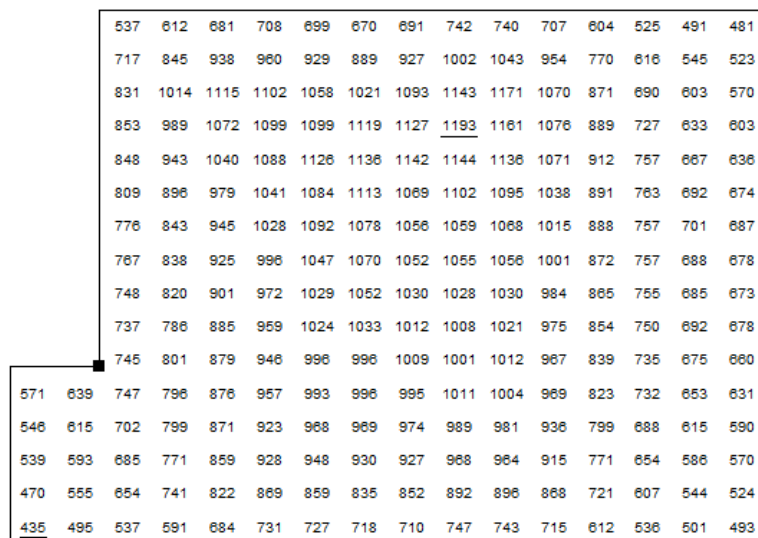 537 612 681 708 699 670 691 742 740 707 604 525 491 481
717 845 938 960 929 889 927 1002 1043 954 770 616 545 523
831 1014 1115 1102 1058 1021 1093 1143 1171 1070 871 690 603 570
853 989 1072 1099 1099 1119 1127 1193 1161 1076 889 727 633 603
848 943 1040 1088 1126 1136 1142 1144 1136 1071 912 757 667 636
809 896 979 1041 1084 1113 1069 1102 1095 1038 891 763 692 674
776 843 945 1028 1092 1078 1056 1059 1068 1015 888 757 701 687
767 838 925 996 1047 1070 1052 1055 1056 1001 872 757 688 678
748 820 901 972 1029 1052 1030 1028 1030 984 865 755 685 673
737 786 885 959 1024 1033 1012 1008 1021 975 854 750 692 678
745 801 879 946 996 996 1009 1001 1012 967 839 735 675 660
571 639 747 796 876 957 993 996 995 1011 1004 969 823 732 653 631
546 615 702 799 871 923 968 969 974 989 981 936 799 688 615 590
539 593 685 771 859 928 948 930 927 968 964 915 771 654 586 570
470 555 654 741 822 869 859 835 852 892 896 868 721 607 544 524
435 495 537 591 684 731 727 718 710 747 743 715 612 536 501 493